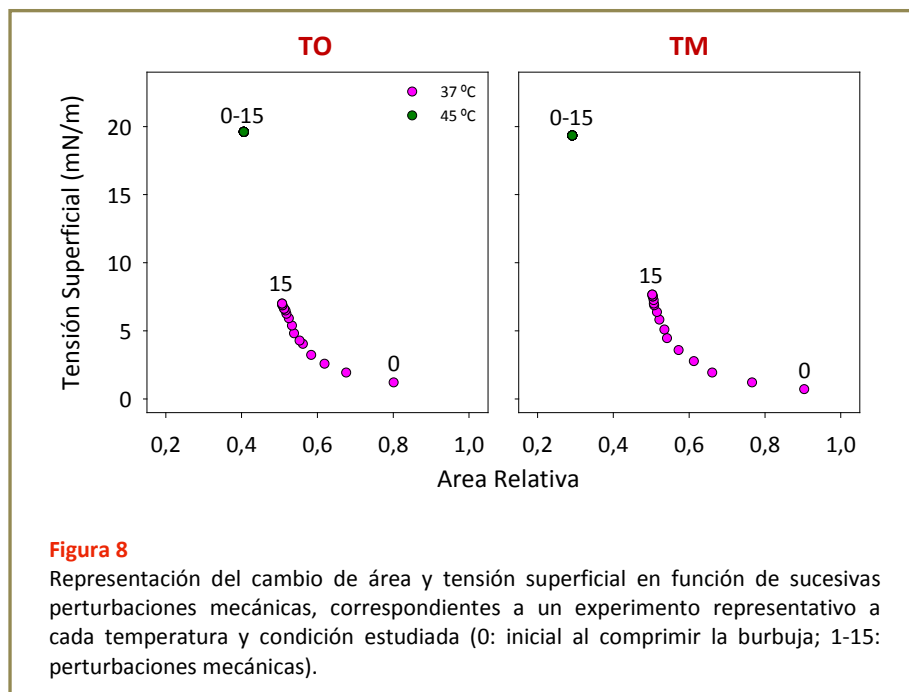 TO
TM
Tensión Superficial (mN/m)
20
15
10
5
0
0-15
37 ⁰C
45 ⁰C
15
0
0-15
15
0
0,2 0,4 0,6 0,8 1,0
0,2 0,4 0,6 0,8 1,0
Area Relativa
Figura 8
Representación del cambio de área y tensión superficial en función de sucesivas
perturbaciones mecánicas, correspondientes a un experimento representativo a
cada temperatura y condición estudiada (0: inicial al comprimir la burbuja; 1-15:
perturbaciones mecánicas).